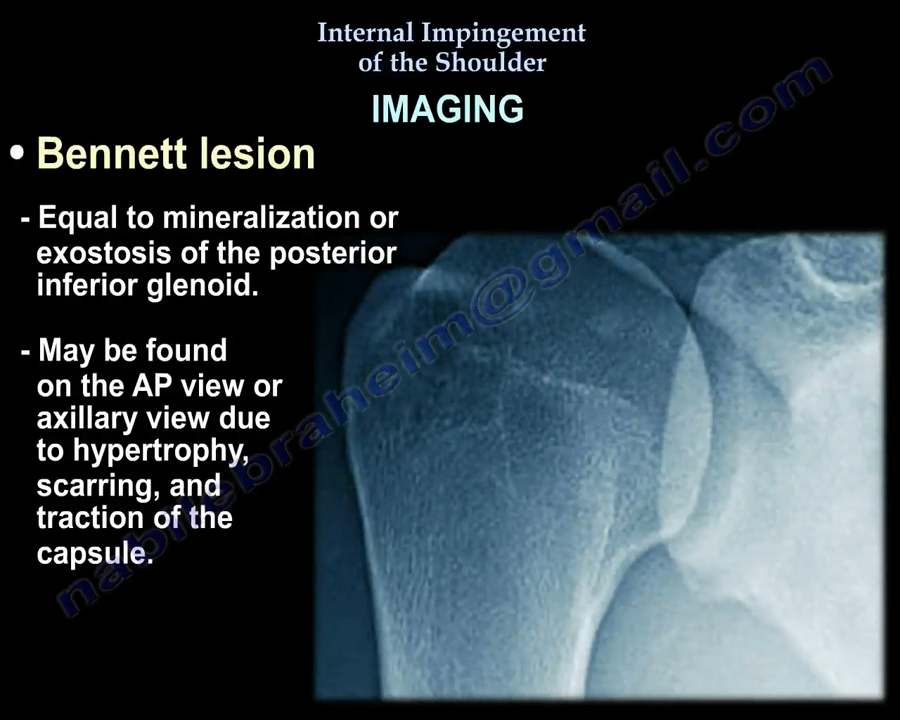 Internal Impingement
of the Shoulder
IMAGING
• Bennett lesion
- Equal to mineralization or
exostosis of the posterior
inferior glenoid.
- May be found
on the AP view or
axillary view due
to hypertrophy,
scarring, and
traction of the
capsule.
nabilebraheim@gmail.com